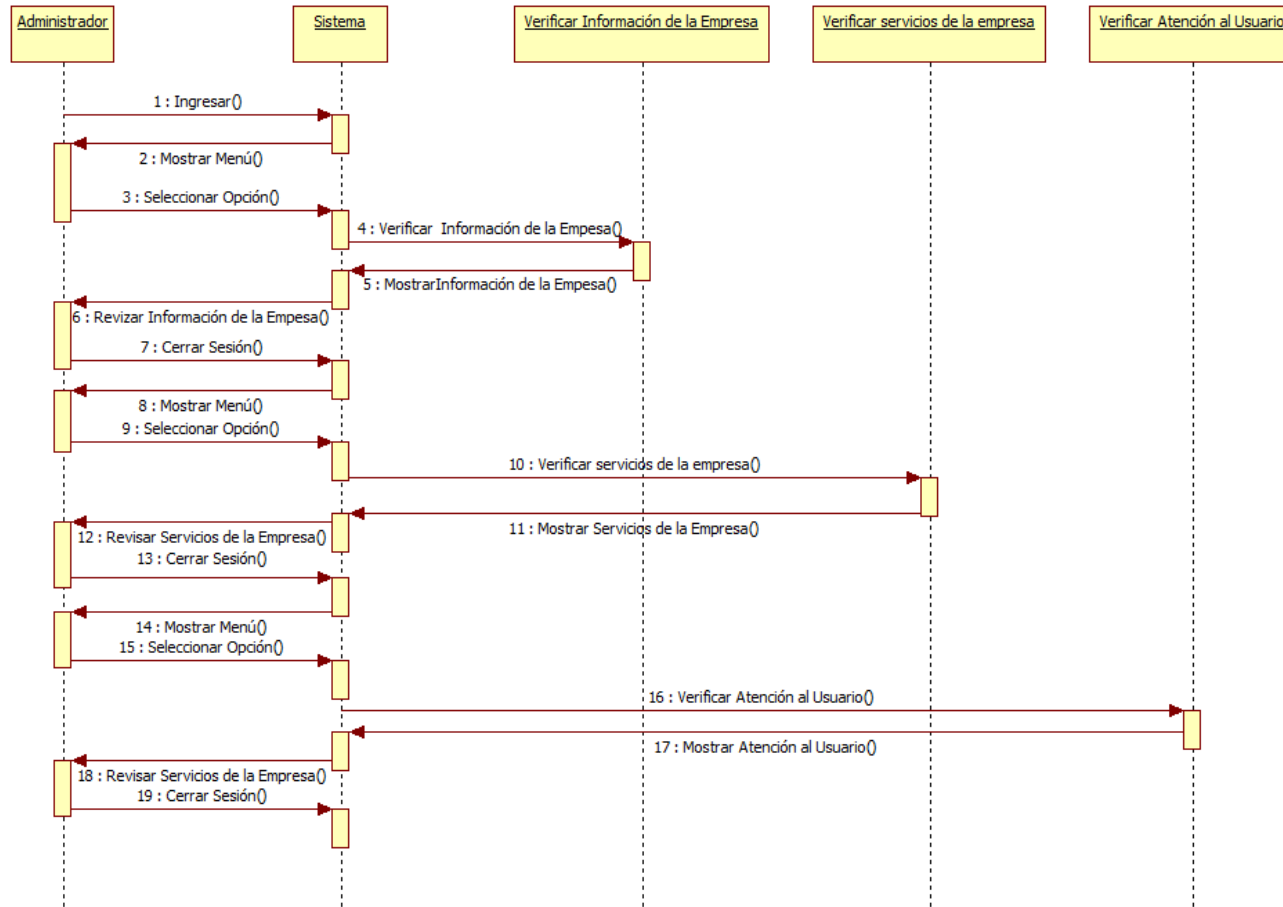 Administrador
Sistema
Verificar Información de la Empresa
Verificar servicios de la empresa
Verificar Atención al Usuario
1 : Ingresar()
2 : Mostrar Menú()
3 : Seleccionar Opción()
4 : Verificar  Información de la Empesa()
5 : MostrarInformación de la Empesa()
6 : Revizar Información de la Empesa()
7 : Cerrar Sesión()
8 : Mostrar Menú()
9 : Seleccionar Opción()
10 : Verificar servicios de la empresa()
11 : Mostrar Servicios de la Empresa()
12 : Revisar Servicios de la Empresa()
13 : Cerrar Sesión()
14 : Mostrar Menú()
15 : Seleccionar Opción()
16 : Verificar Atención al Usuario()
17 : Mostrar Atención al Usuario()
18 : Revisar Servicios de la Empresa()
19 : Cerrar Sesión()